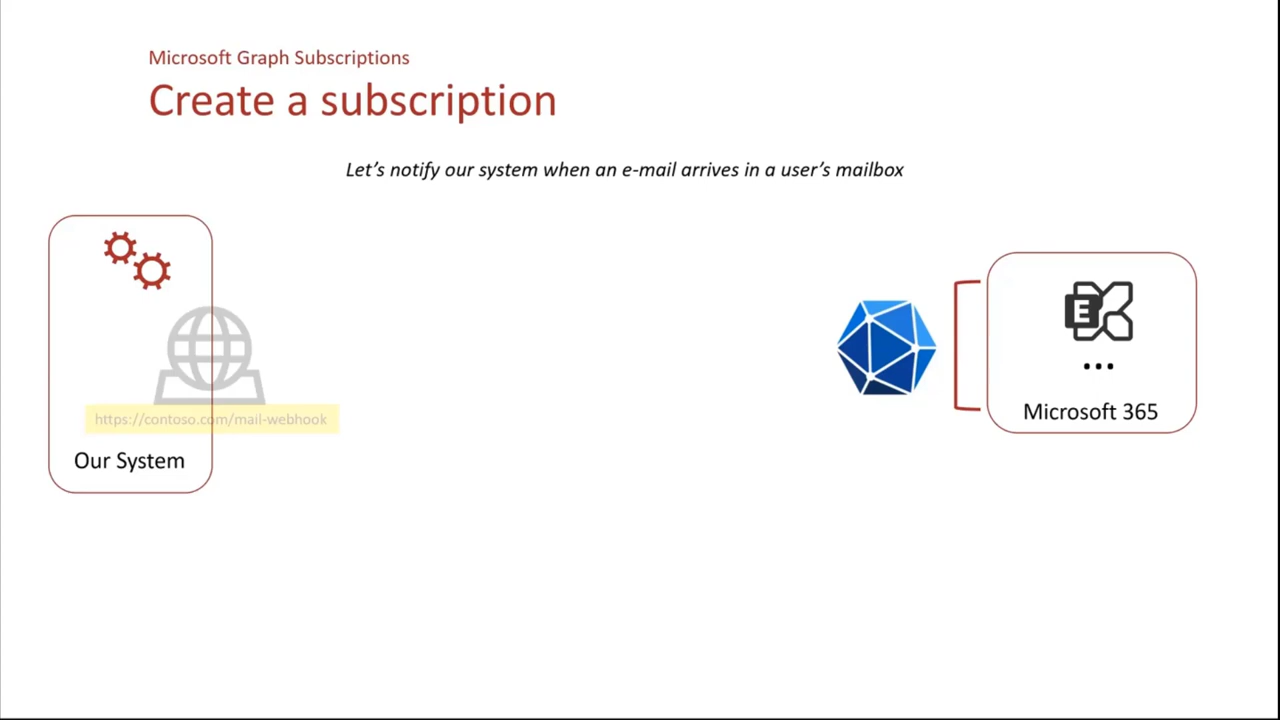 Microsoft Graph Subscriptions
Create a subscription
Let's notify our system when an e-mail arrives in a user's mailbox
E
...
Microsoft 365
https://contoso.com/mail-webhook
Our System